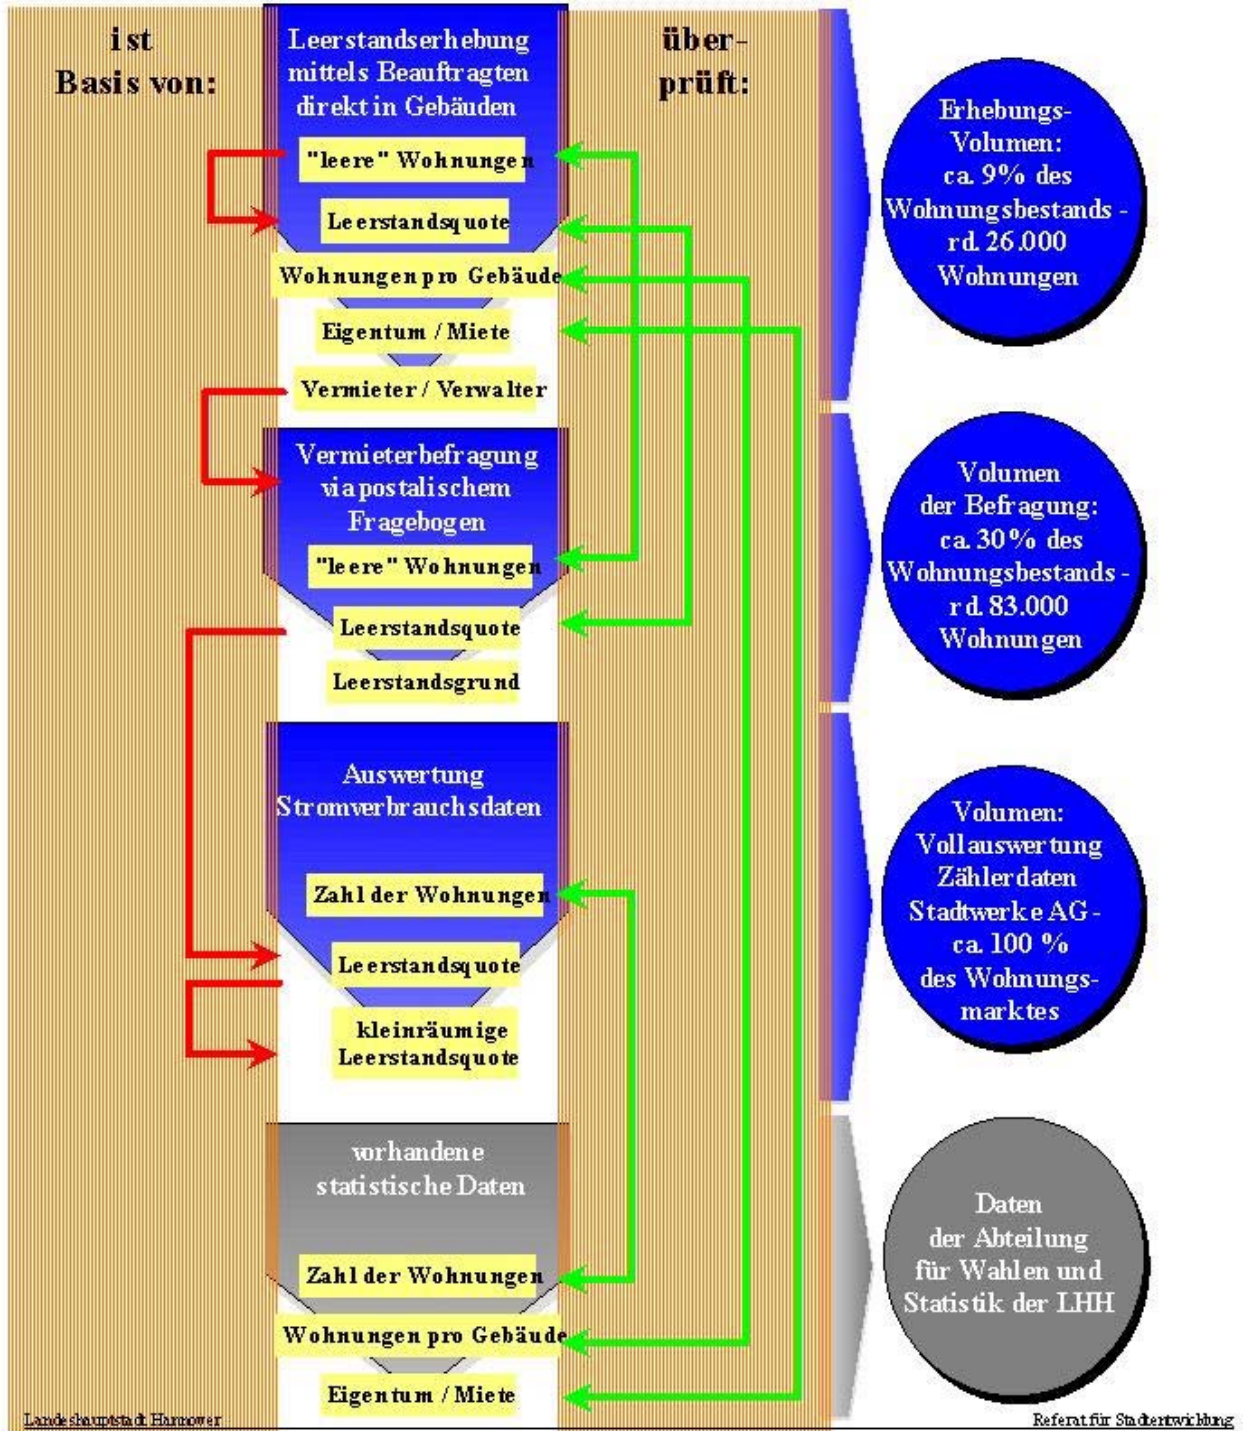 ist
Basis von:
Leerstandserhebung
mittels Beauftragten
direkt in Gebäuden
über-
prüft:
"leere" Wohnungen
Leerstandsquote
Wohnungen pro Gebäude
Eigentum / Miete
Vermieter / Verwalter
Erhebungs-
Volumen:
ca. 9% des
Wohnungsbestands -
rd. 26.000
Wohnungen
Vermieterbefragung
via postalischem
Fragebogen
"leere" Wohnungen
Leerstandsquote
Leerstandsgrund
Volumen
der Befragung:
ca. 30% des
Wohnungsbestands -
rd. 83.000
Wohnungen
Auswertung
Stromverbrauchsdaten
Zahl der Wohnungen
Leerstandsquote
kleinräumige
Leerstandsquote
Volumen:
Vollauswertung
Zählerdaten
Stadtwerke AG -
ca. 100 %
des Wohnungs-
marktes
vorhandene
statistische Daten
Zahl der Wohnungen
Wohnungen pro Gebäude
Eigentum / Miete
Daten
der Abteilung
für Wahlen und
Statistik der LHH
Landeshauptstadt Hannover
Referat für Stadtentwicklung